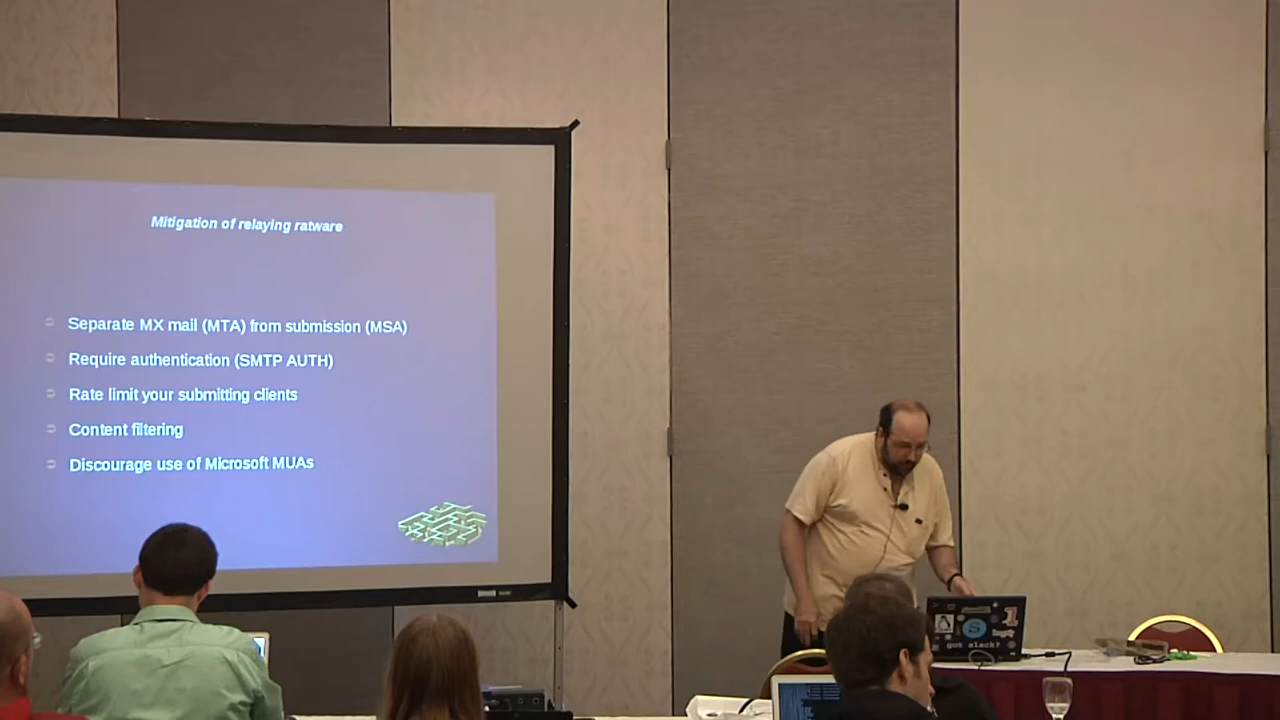 Mitigation of relaying ratware
Separate MX mail (MTA) from submission (MSA)
Require authentication (SMTP AUTH)
Rate limit your submitting clients
Content filtering
Discourage use of Microsoft MUAs
S
got slack?